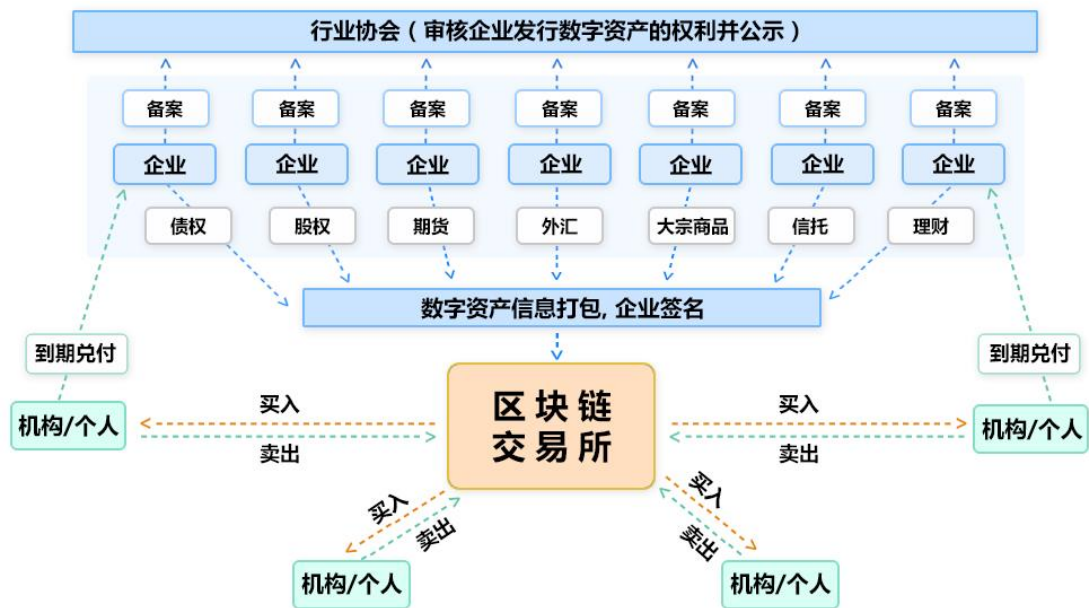 行业协会（审核企业发行数字资产的权利并公示）
备案 备案 备案 备案 备案 备案 备案
企业 企业 企业 企业 企业 企业 企业
债权 股权 期货 外汇 大宗商品 信托 理财
数字资产信息打包, 企业签名
到期兑付 到期兑付
区块链
交易所
机构/个人 买入 买入 机构/个人
卖出 卖出
买入 买入
卖出 卖出
机构/个人 机构/个人